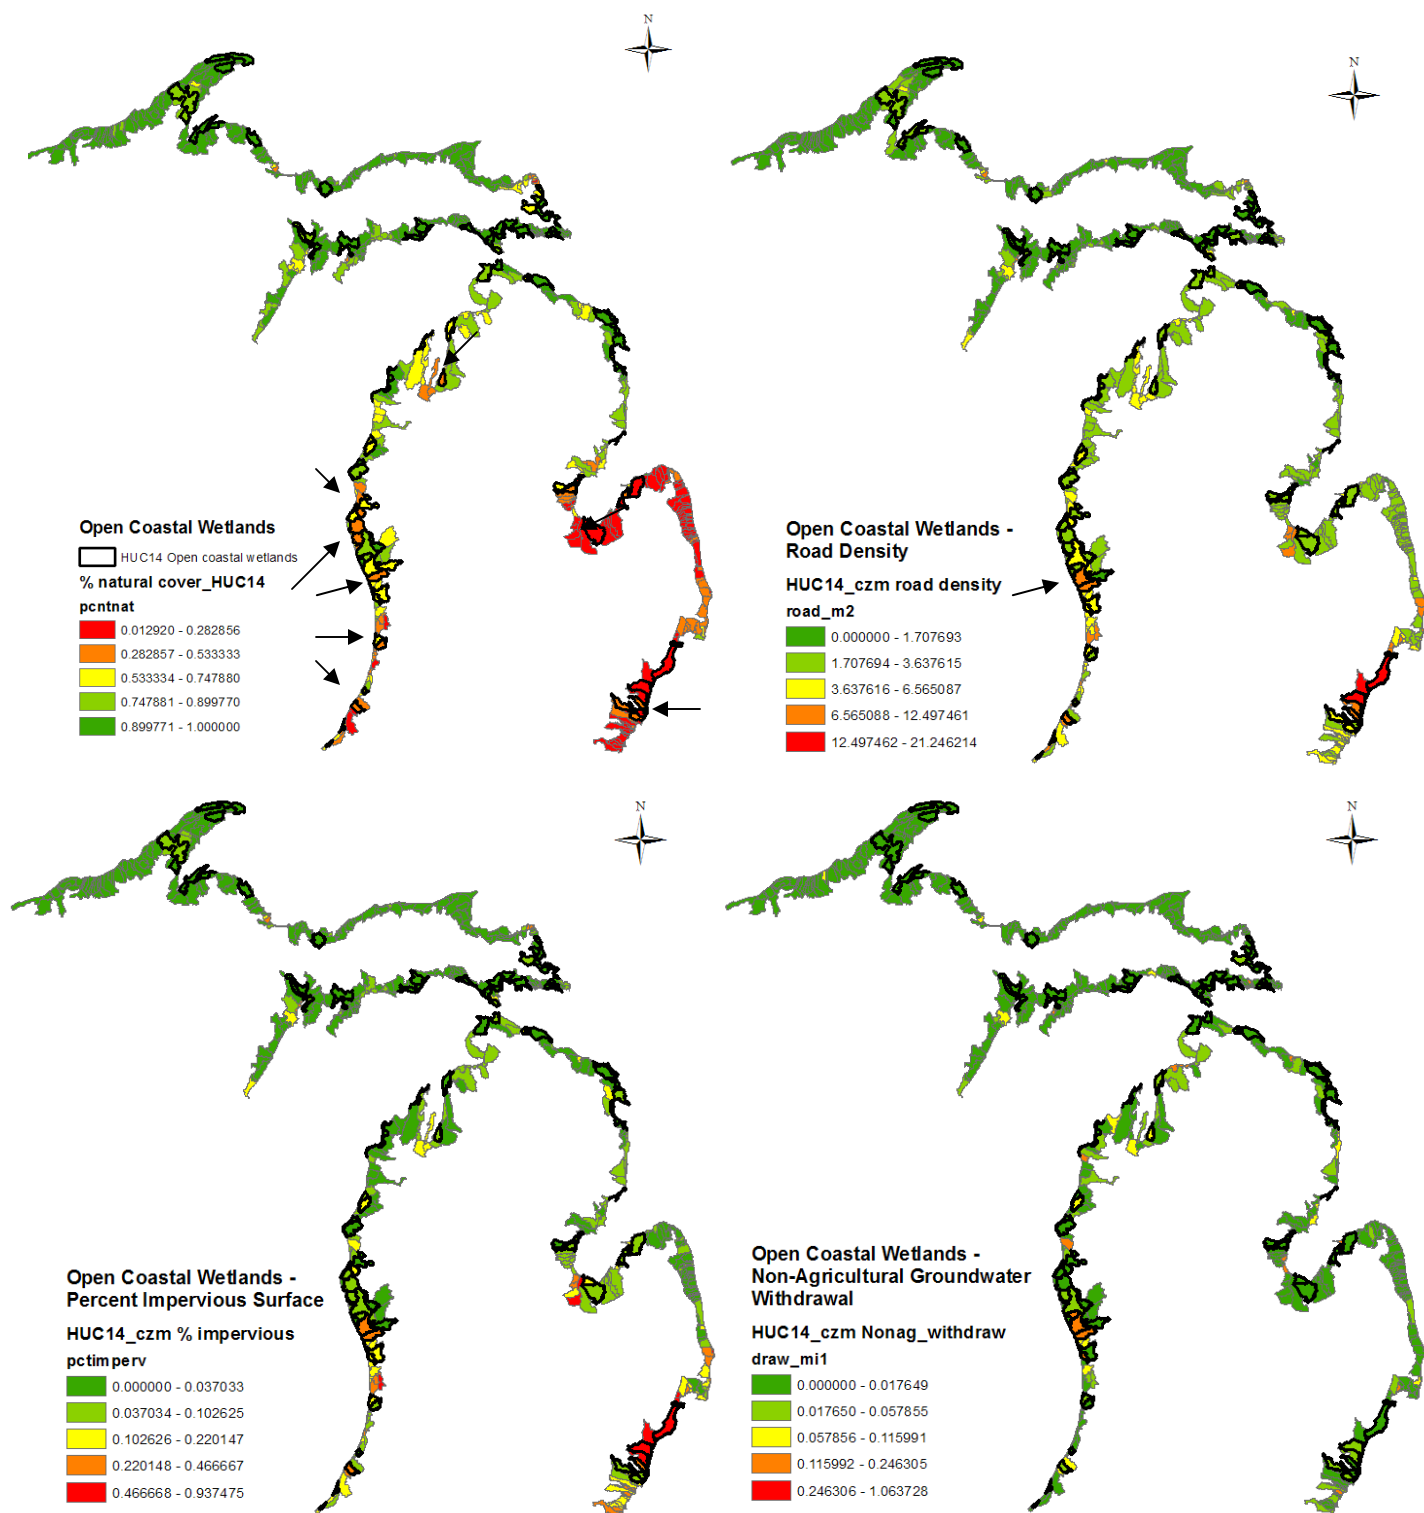 N
N
Open Coastal Wetlands
HUC14 Open coastal wetlands
% natural cover_HUC14
pcntnat
0.012920 - 0.282856
0.282857 - 0.533333
0.533334 - 0.747880
0.747881 - 0.899770
0.899771 - 1.000000
Open Coastal Wetlands -
Road Density
HUC14_czm road density
road_m2
0.000000 - 1.707693
1.707694 - 3.637615
3.637616 - 6.565087
6.565088 - 12.497461
12.497462 - 21.246214
N
N
Open Coastal Wetlands -
Percent Impervious Surface
HUC14_czm % impervious
pctimperv
0.000000 - 0.037033
0.037034 - 0.102625
0.102626 - 0.220147
0.220148 - 0.466667
0.466668 - 0.937475
Open Coastal Wetlands -
Non-Agricultural Groundwater
Withdrawal
HUC14_czm Nonag_withdraw
draw_mi1
0.000000 - 0.017649
0.017650 - 0.057855
0.057856 - 0.115991
0.115992 - 0.246305
0.246306 - 1.063728